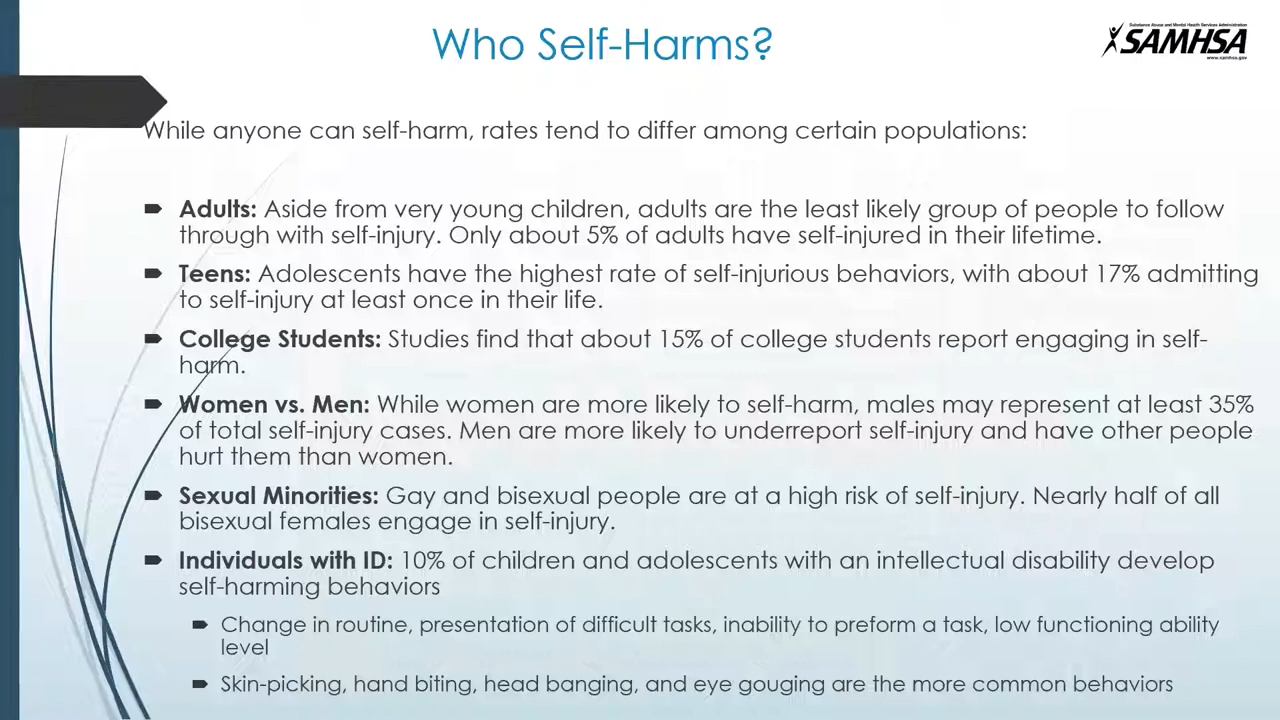 Who Self-Harms?
Substance Abuse and Mental Health Services Administration
SAMHSA
www.samhsa.gov
While anyone can self-harm, rates tend to differ among certain populations:
Adults: Aside from very young children, adults are the least likely group of people to follow
through with self-injury. Only about 5% of adults have self-injured in their lifetime.
Teens: Adolescents have the highest rate of self-injurious behaviors, with about 17% admitting
to self-injury at least once in their life.
College Students: Studies find that about 15% of college students report engaging in self-
harm.
Women vs. Men: While women are more likely to self-harm, males may represent at least 35%
of total self-injury cases. Men are more likely to underreport self-injury and have other people
hurt them than women.
Sexual Minorities: Gay and bisexual people are at a high risk of self-injury. Nearly half of all
bisexual females engage in self-injury.
Individuals with ID: 10% of children and adolescents with an intellectual disability develop
self-harming behaviors
Change in routine, presentation of difficult tasks, inability to preform a task, low functioning ability
level
Skin-picking, hand biting, head banging, and eye gouging are the more common behaviors